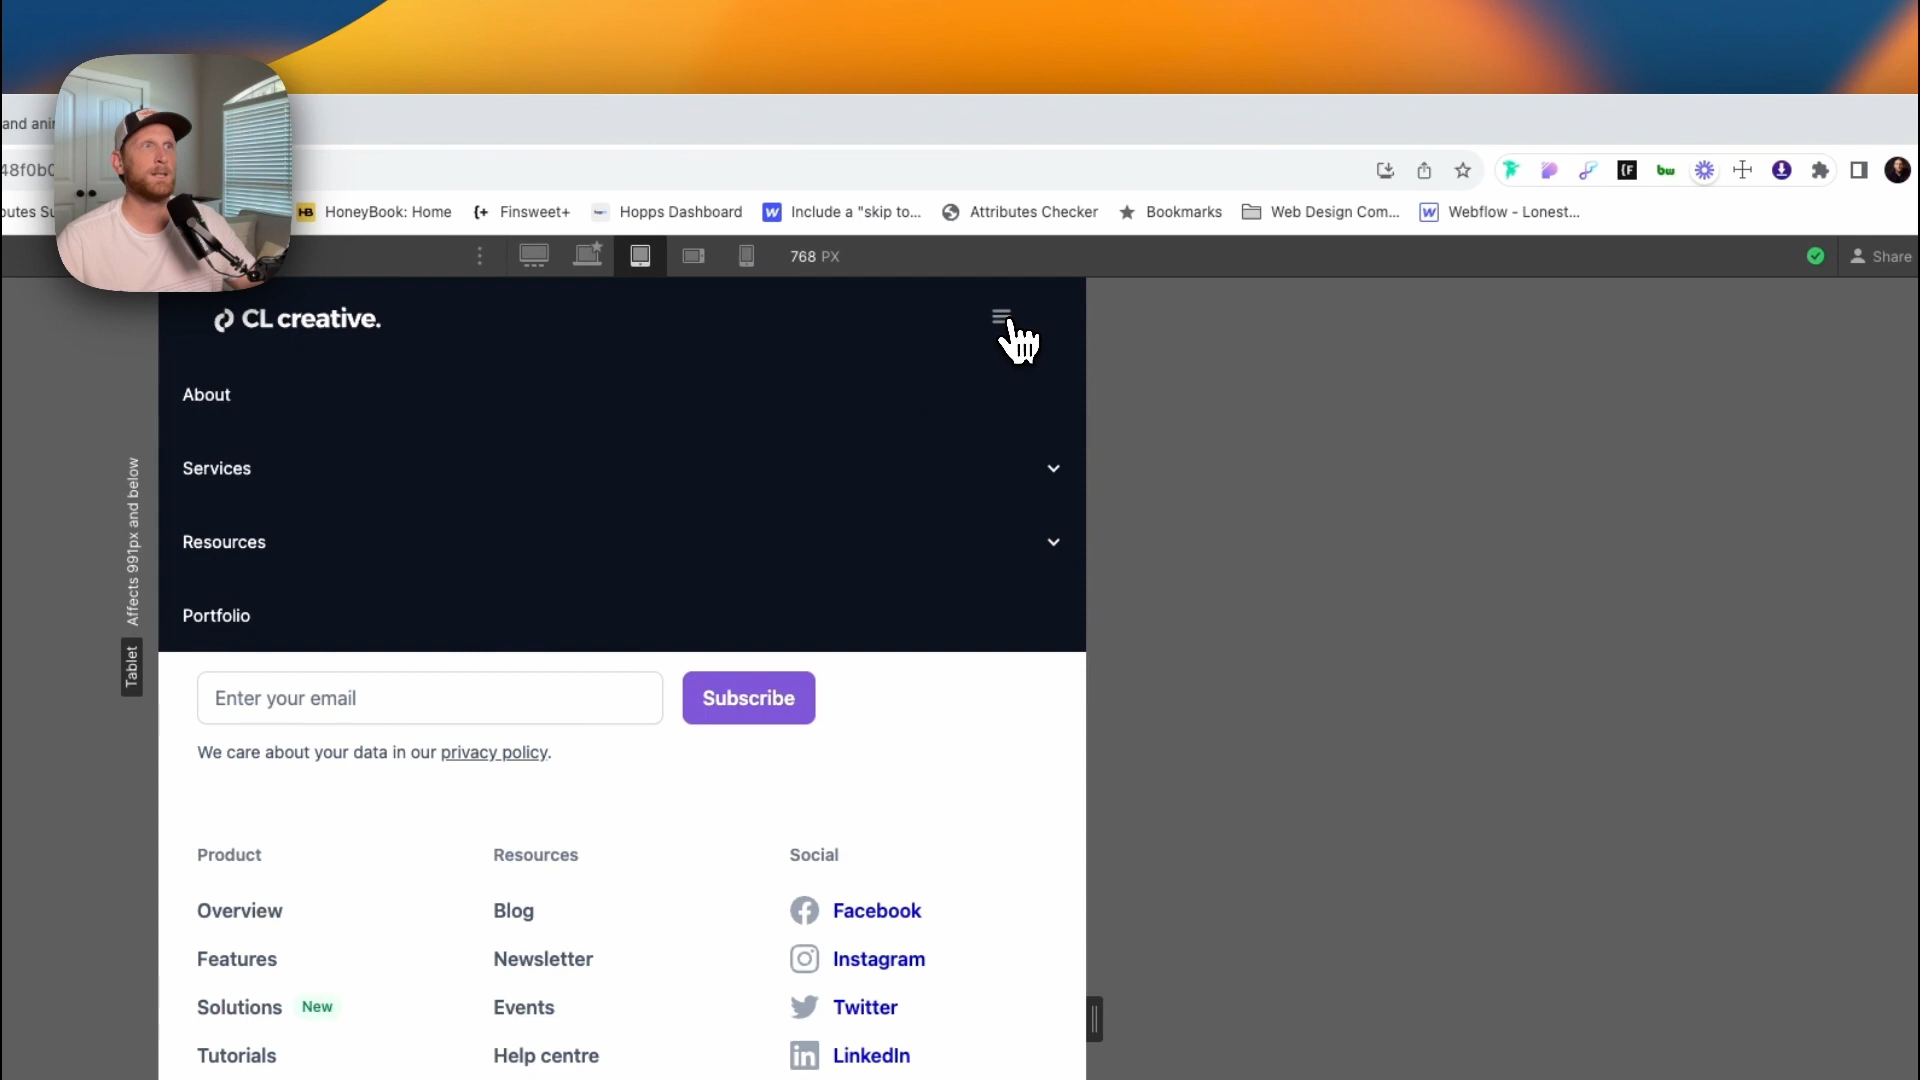 and ani
48f0b0
HoneyBook: Home
Finsweet+
Hopps Dashboard
Include a "skip to...
Attributes Checker
Bookmarks
Web Design Com...
Webflow - Lonest...
768 PX
Share
CL creative.
About
Services
Resources
Portfolio
Affects 991px and below
Tablet
Enter your email
Subscribe
We care about your data in our privacy policy.
Product
Resources
Social
Overview
Blog
Facebook
Features
Newsletter
Instagram
Solutions
New
Events
Twitter
Tutorials
Help centre
LinkedIn